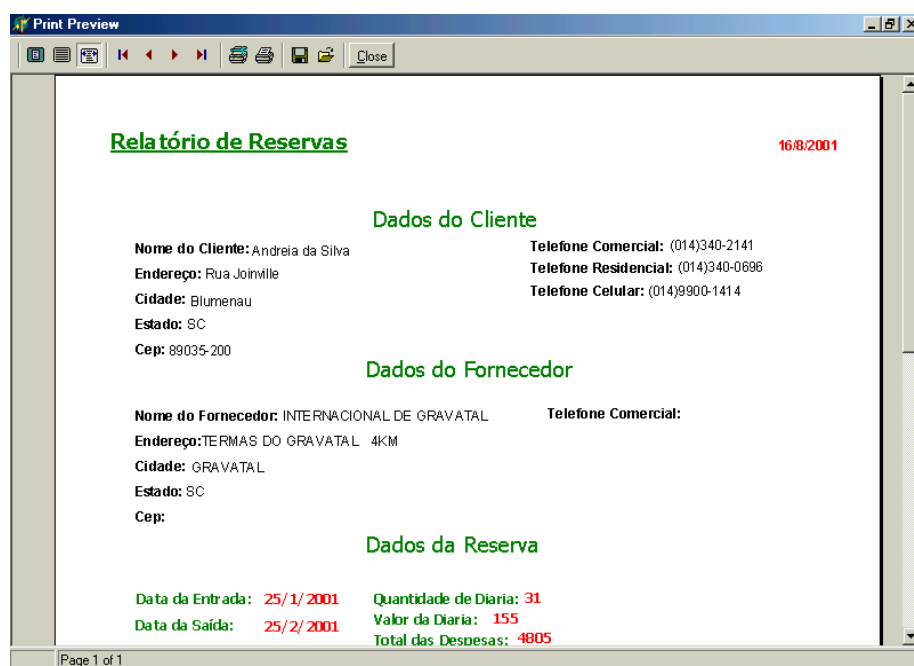 Print Preview
Close
Relatório de Reservas
16/8/2001
Dados do Cliente
Nome do Cliente: Andreia da Silva
Telefone Comercial: (014)340-2141
Endereço: Rua Joinville
Telefone Residencial: (014)340-0696
Cidade: Blumenau
Telefone Celular: (014)9900-1414
Estado: SC
Cep: 89035-200
Dados do Fornecedor
Nome do Fornecedor: INTERNACIONAL DE GRAVATAL
Telefone Comercial:
Endereço:TERMAS DO GRAVATAL 4KM
Cidade: GRAVATAL
Estado: SC
Cep:
Dados da Reserva
Data da Entrada: 25/1/2001
Quantidade de Diaria: 31
Valor da Diaria: 155
Data da Saída: 25/2/2001
Total das Despesas: 4805
Page 1 of 1